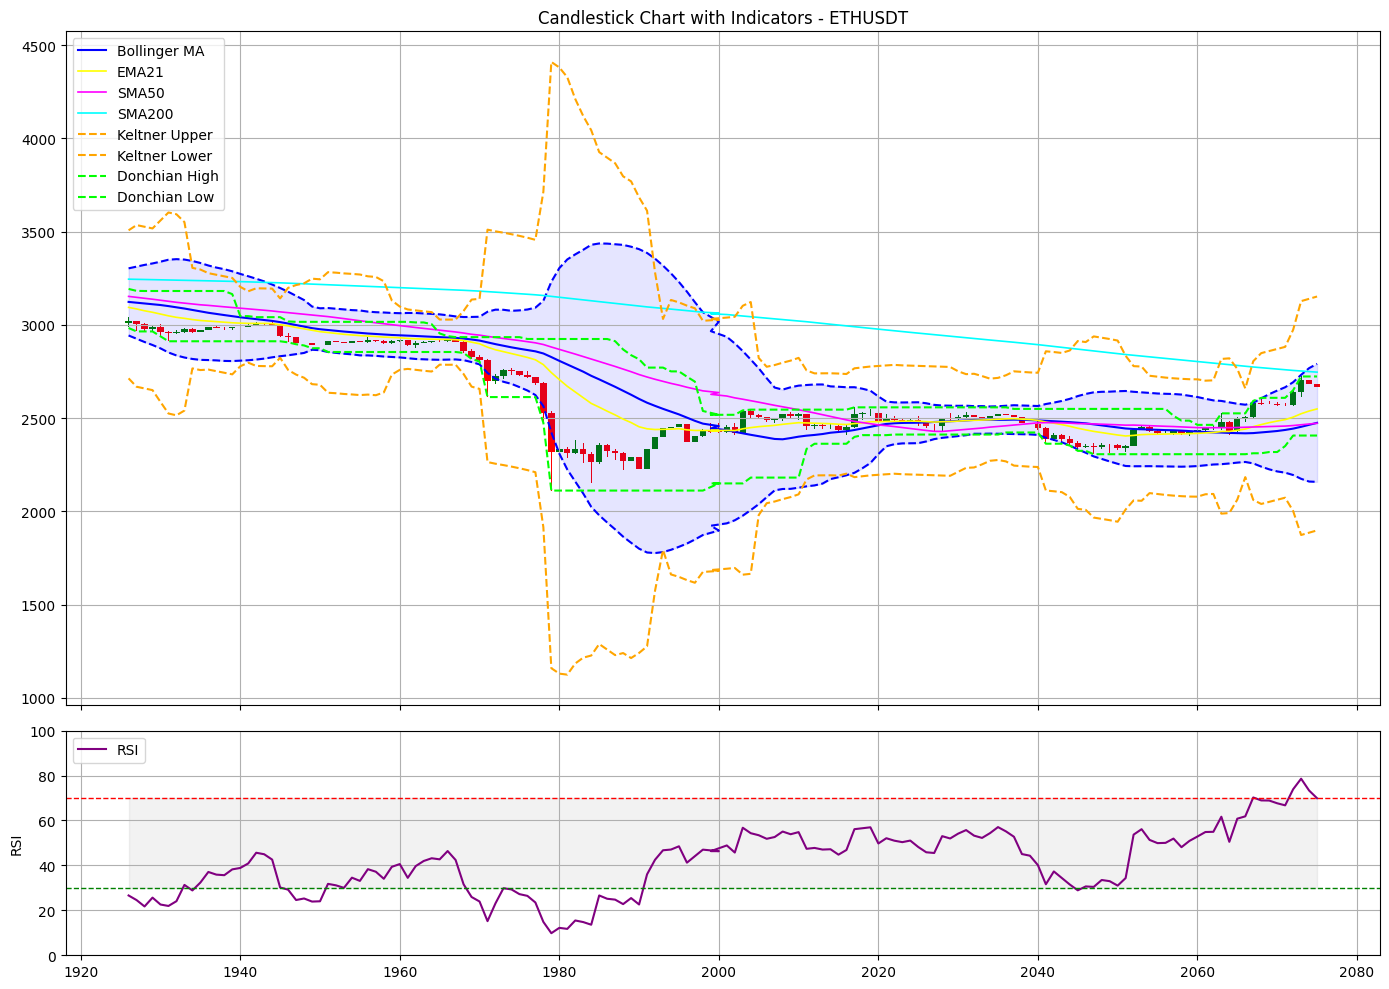 Candlestick Chart with Indicators - ETHUSDT
4500
4000
3500
3000
2500
2000
1500
1000
Bollinger MA
EMA21
SMA50
SMA200
Keltner Upper
Keltner Lower
Donchian High
Donchian Low
100
80
60
40
20
0
RSI
RSI
1920 1940 1960 1980 2000 2020 2040 2060 2080